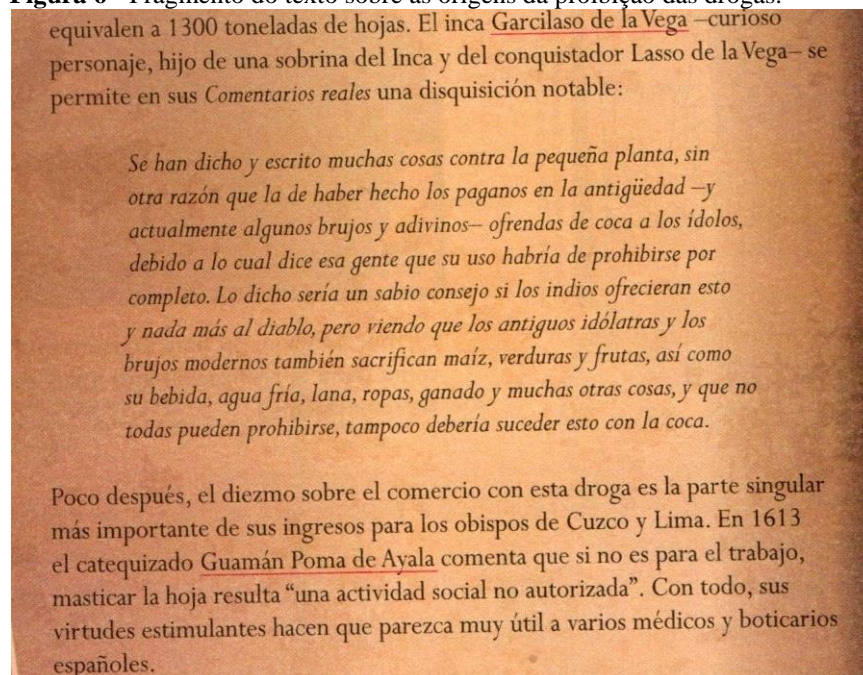 Figura 6 - Fragmento do texto sobre as origens da proibição das drogas.
equivalen a 1300 toneladas de hojas. El inca Garcilaso de la Vega –curioso
personaje, hijo de una sobrina del Inca y del conquistador Lasso de la Vega– se
permite en sus Comentarios reales una disquisición notable:
Se han dicho y escrito muchas cosas contra la pequeña planta, sin
otra razón que la de haber hecho los paganos en la antigüedad –y
actualmente algunos brujos y adivinos– ofrendas de coca a los ídolos,
debido a lo cual dice esa gente que su uso habría de prohibirse por
completo. Lo dicho sería un sabio consejo si los indios ofrecieran esto
y nada más al diablo, pero viendo que los antiguos idólatras y los
brujos modernos también sacrifican maíz, verduras y frutas, así como
su bebida, agua fría, lana, ropas, ganado y muchas otras cosas, y que no
todas pueden prohibirse, tampoco debería suceder esto con la coca.
Poco después, el diezmo sobre el comercio con esta droga es la parte singular
más importante de sus ingresos para los obispos de Cuzco y Lima. En 1613
el catequizado Guamán Poma de Ayala comenta que si no es para el trabajo,
masticar la hoja resulta “una actividad social no autorizada”. Con todo, sus
virtudes estimulantes hacen que parezca muy útil a varios médicos y boticarios
españoles.